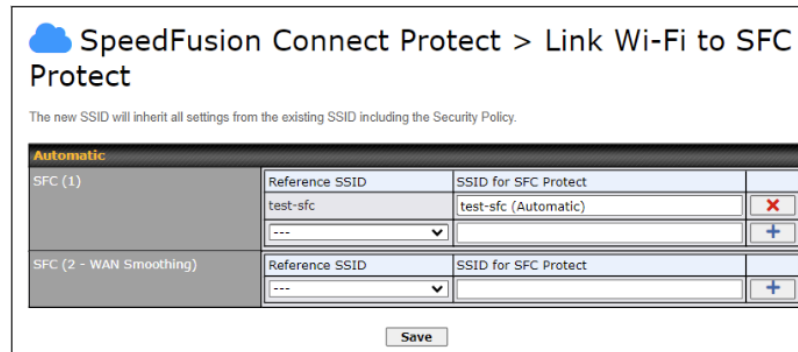 SpeedFusion Connect Protect > Link Wi-Fi to SFC
Protect
The new SSID will inherit all settings from the existing SSID including the Security Policy.
Automatic
SFC (1)
Reference SSID
SSID for SFC Protect
test-sfc
test-sfc (Automatic)
---
SFC (2 - WAN Smoothing)
Reference SSID
SSID for SFC Protect
---
Save